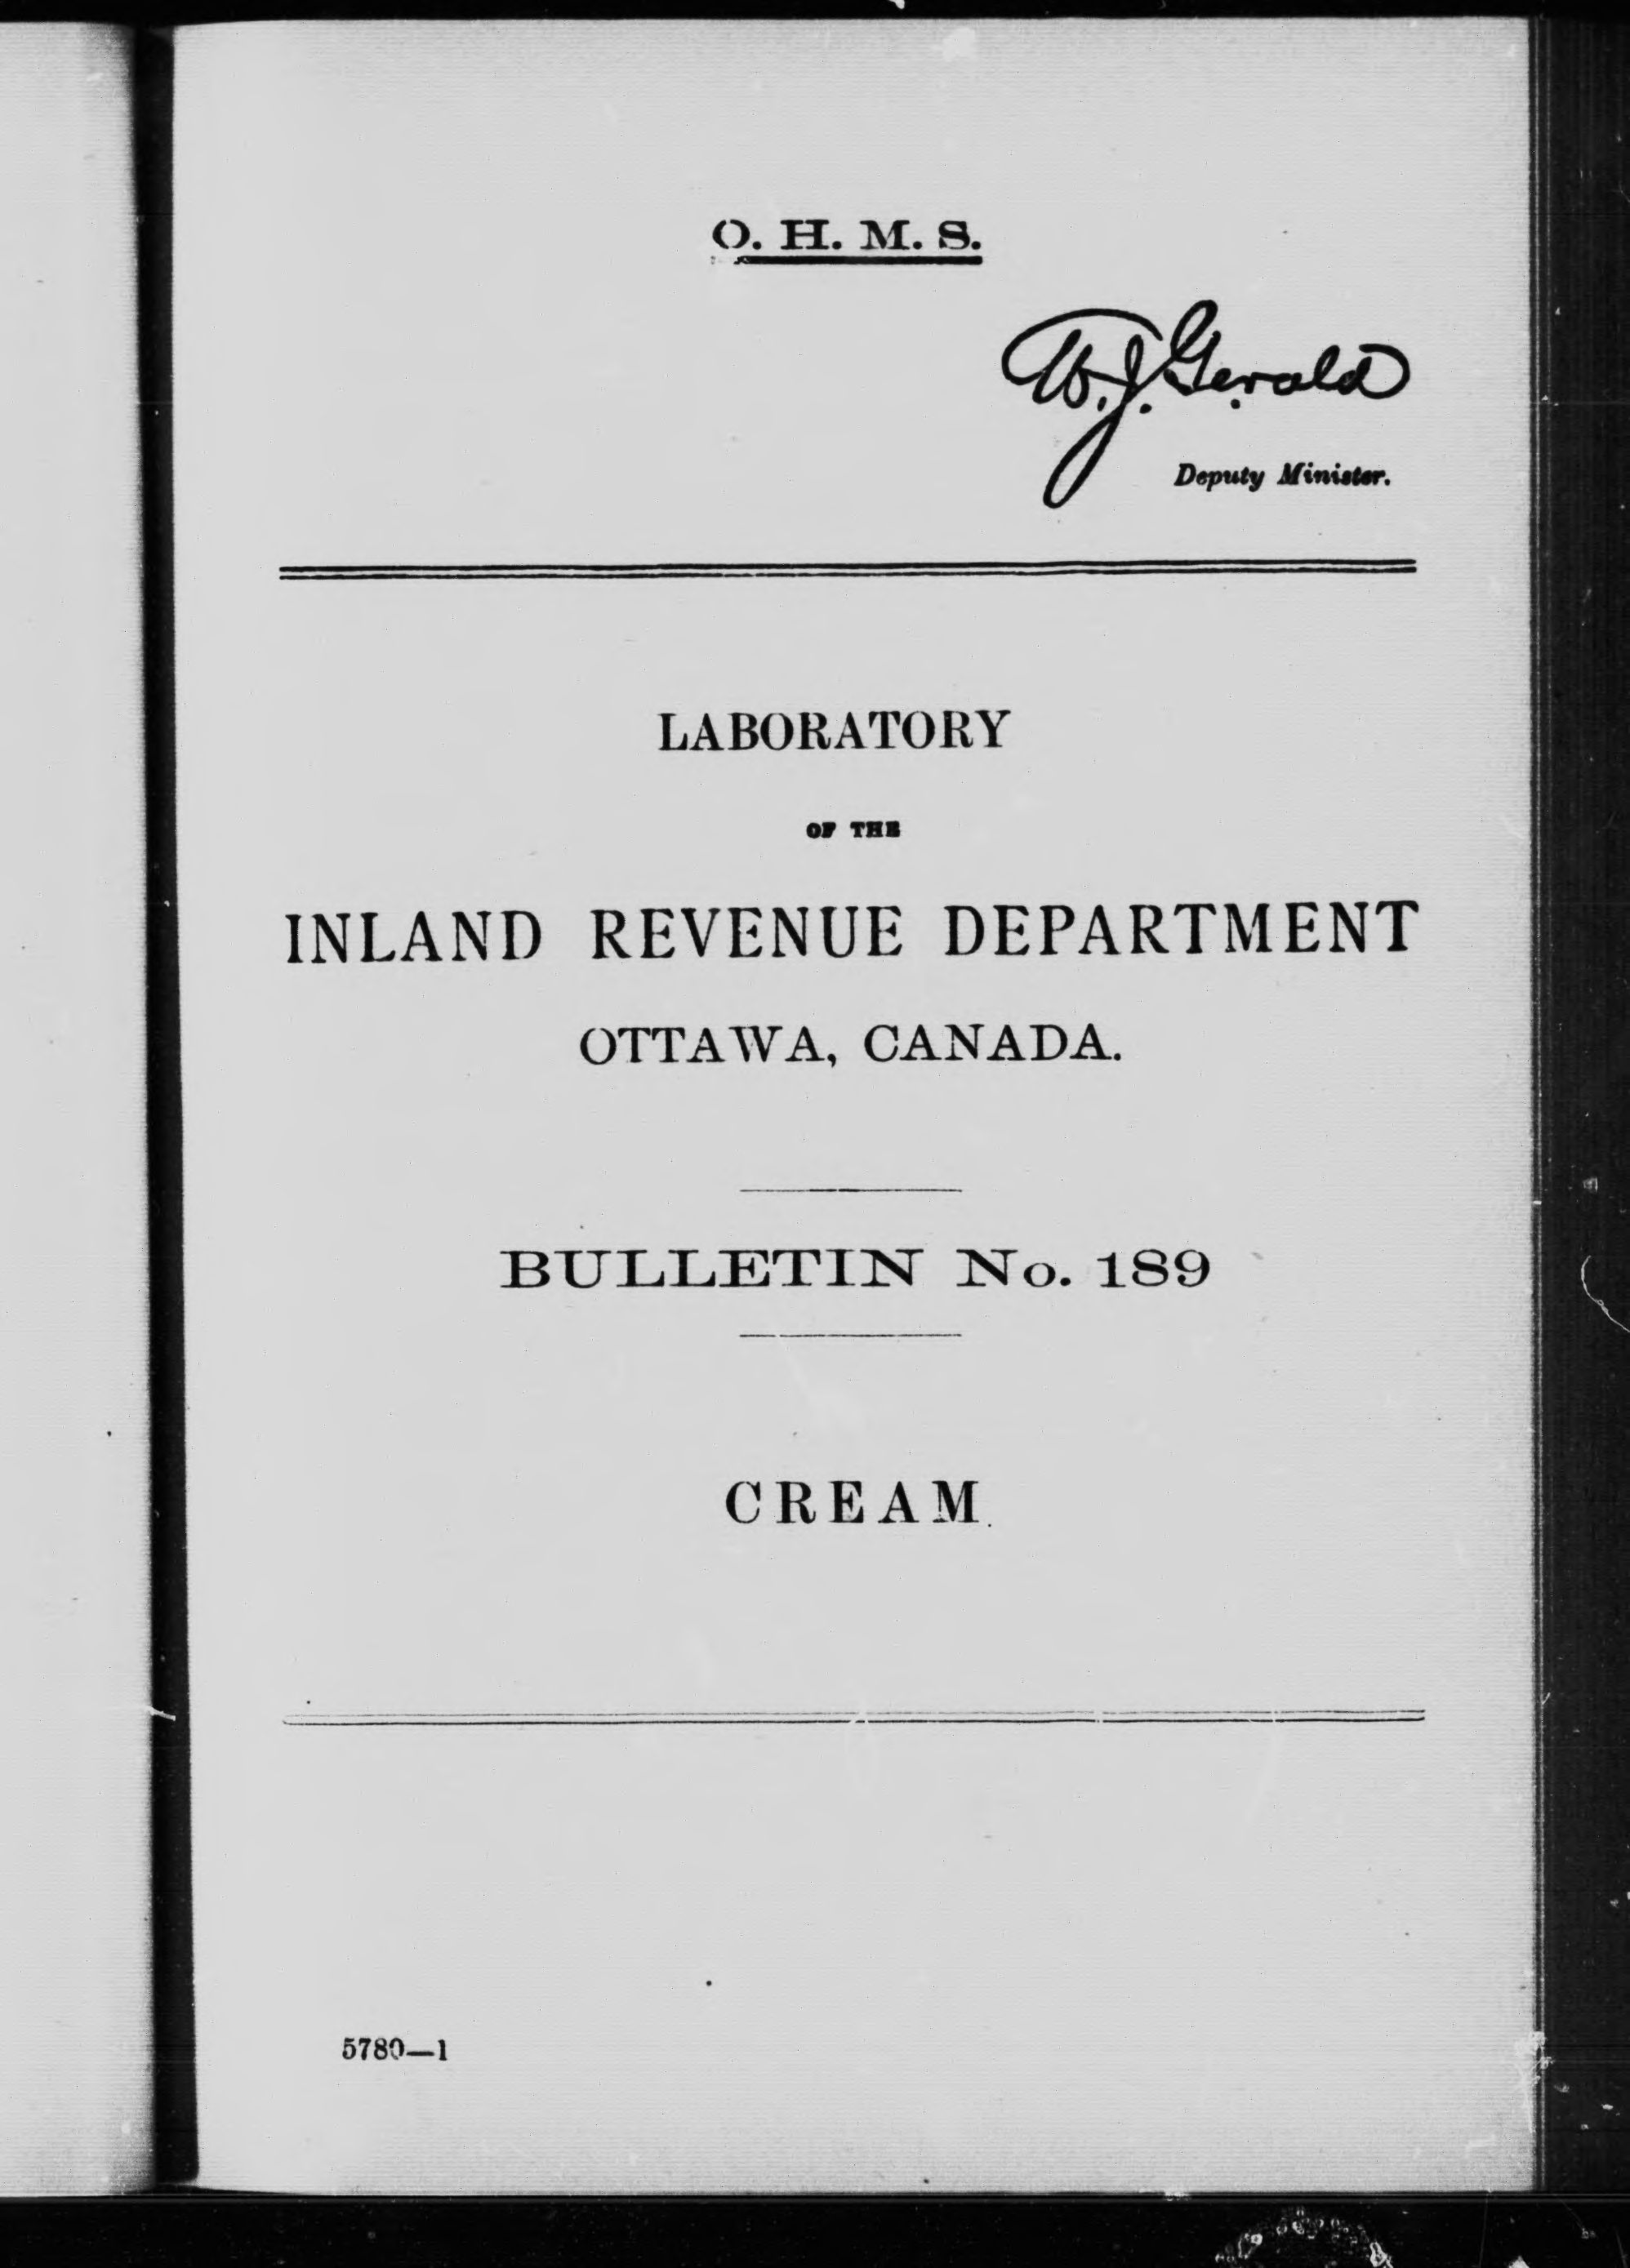 O. H. M. S.
W. J. Gerald
Deputy Minister.
LABORATORY
OF THE
INLAND REVENUE DEPARTMENT
OTTAWA, CANADA.
BULLETIN No. 189
CREAM.
5780—1